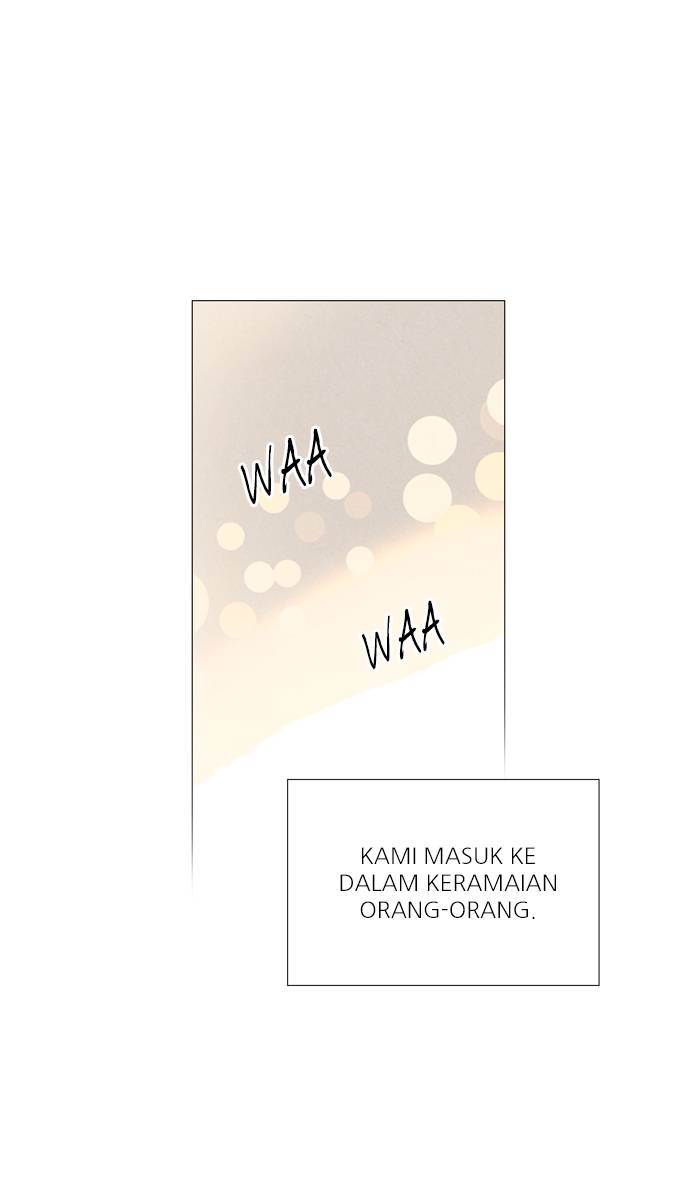 WAA
WAA
KAMI MASUK KE
DALAM KERAMAIAN
ORANG-ORANG.